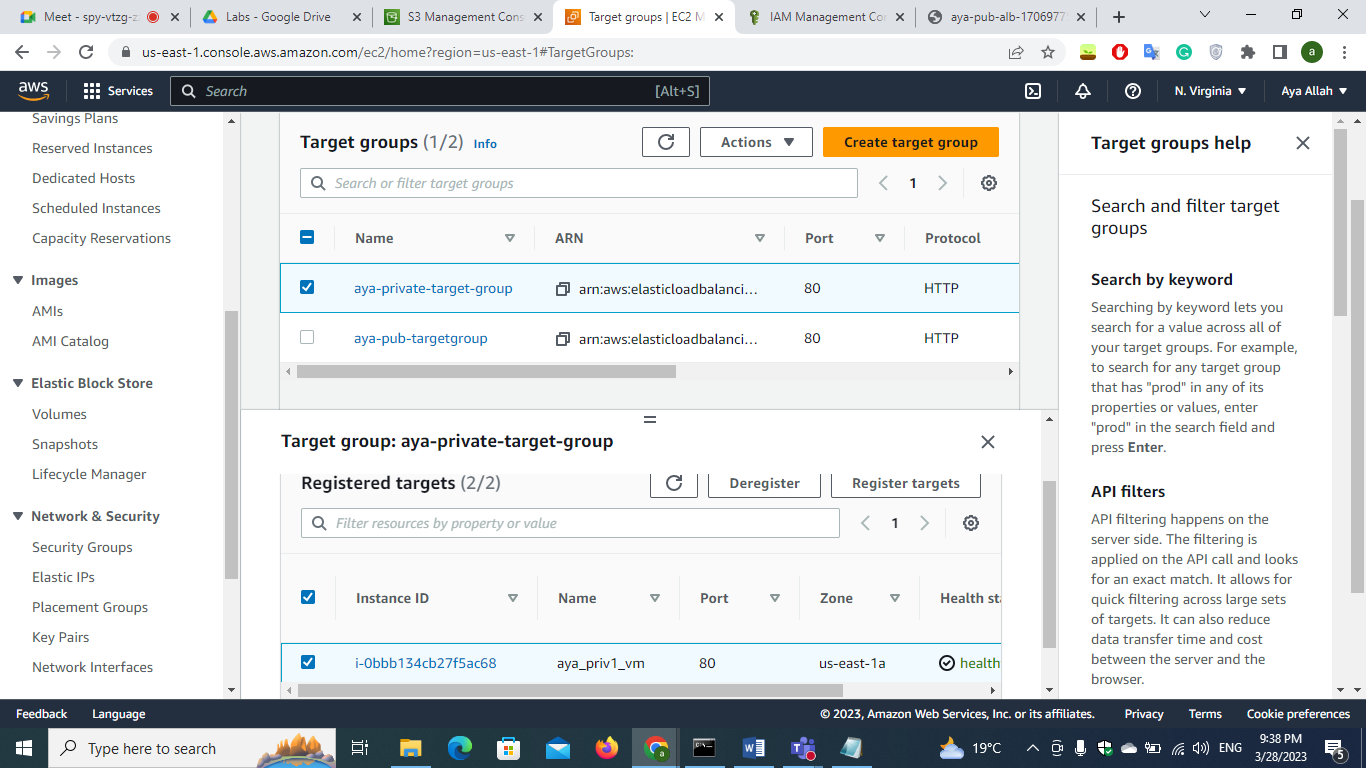 Meet - spy-vtzg-z
Labs - Google Drive
S3 Management Cons
Target groups | EC2 M
IAM Management Co
aya-pub-alb-1706977
us-east-1.console.aws.amazon.com/ec2/home?region=us-east-1#TargetGroups:
a
aws
Services
Search
[Alt+S]
N. Virginia
Aya Allah
Savings Plans
Reserved Instances
Dedicated Hosts
Scheduled Instances
Capacity Reservations
Images
AMIs
AMI Catalog
Elastic Block Store
Volumes
Snapshots
Lifecycle Manager
Network & Security
Security Groups
Elastic IPs
Placement Groups
Key Pairs
Network Interfaces
Target groups (1/2) Info
Actions
Create target group
Search or filter target groups
1
Name ARN Port Protocol
aya-private-target-group arn:aws:elasticloadbalanci... 80 HTTP
aya-pub-targetgroup arn:aws:elasticloadbalanci... 80 HTTP
Target group: aya-private-target-group
Registered targets (2/2)
Deregister
Register targets
Filter resources by property or value
1
Instance ID Name Port Zone Health sta
i-0bbb134cb27f5ac68 aya_priv1_vm 80 us-east-1a health
Target groups help
Search and filter target
groups
Search by keyword
Searching by keyword lets you
search for a value across all of
your target groups. For example,
to search for any target group
that has "prod" in any of its
properties or values, enter
"prod" in the search field and
press Enter.
API filters
API filtering happens on the
server side. The filtering is
applied on the API call and looks
for an exact match. It allows for
quick filtering across large sets
of targets. It can also reduce
data transfer time and cost
between the server and the
browser.
Feedback
Language
© 2023, Amazon Web Services, Inc. or its affiliates.
Privacy
Terms
Cookie preferences
Type here to search
19°C
ENG
9:38 PM
3/28/2023
5